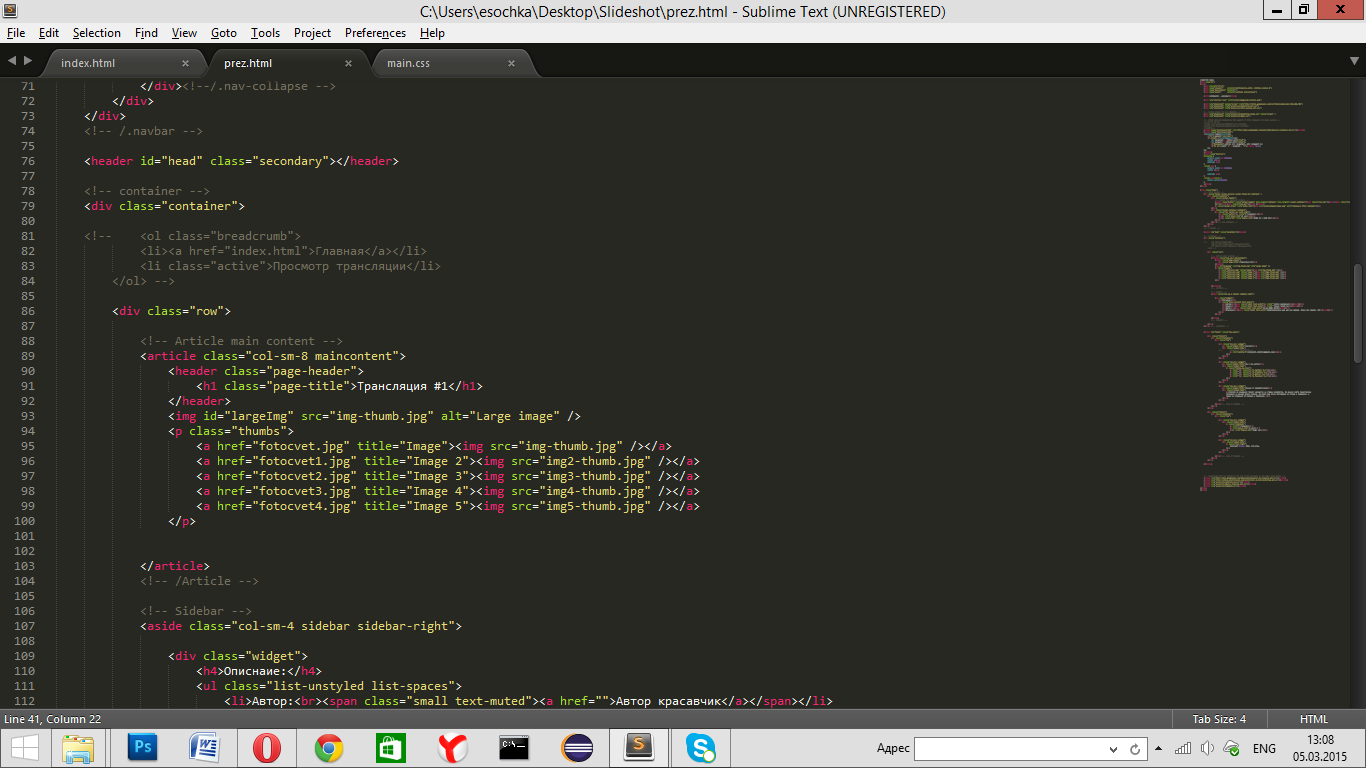 C:\Users\esochka\Desktop\Slideshot\prez.html - Sublime Text (UNREGISTERED)
File Edit Selection Find View Goto Tools Project Preferences Help
index.html × prez.html × main.css ×
71 </div><!--/.nav-collapse -->
72 </div>
73 </div>
74 <!-- /.navbar -->
75
76 <header id="head" class="secondary"></header>
77
78 <!-- container -->
79 <div class="container">
80
81 <!-- <ol class="breadcrumb">
82 <li><a href="index.html">Главная</a></li>
83 <li class="active">Просмотр трансляции</li>
84 </ol> -->
85
86 <div class="row">
87
88 <!-- Article main content -->
89 <article class="col-sm-8 maincontent">
90 <header class="page-header">
91 <h1 class="page-title">Трансляция #1</h1>
92 </header>
93 <img id="largeImg" src="img-thumb.jpg" alt="Large image" />
94 <p class="thumbs">
95 <a href="fotocvet.jpg" title="Image"><img src="img-thumb.jpg" /></a>
96 <a href="fotocvet1.jpg" title="Image 2"><img src="img2-thumb.jpg" /></a>
97 <a href="fotocvet2.jpg" title="Image 3"><img src="img3-thumb.jpg" /></a>
98 <a href="fotocvet3.jpg" title="Image 4"><img src="img4-thumb.jpg" /></a>
99 <a href="fotocvet4.jpg" title="Image 5"><img src="img5-thumb.jpg" /></a>
100 </p>
101
102
103 </article>
104 <!-- /Article -->
105
106 <!-- Sidebar -->
107 <aside class="col-sm-4 sidebar sidebar-right">
108
109 <div class="widget">
110 <h4>Описнаие:</h4>
111 <ul class="list-unstyled list-spaces">
112 <li>Автор:<br><span class="small text-muted"><a href="">Автор красавчик</a></span></li>
Line 41, Column 22 Tab Size: 4 HTML
Ps W C:\ S S Адрес ENG 13:08
05.03.2015